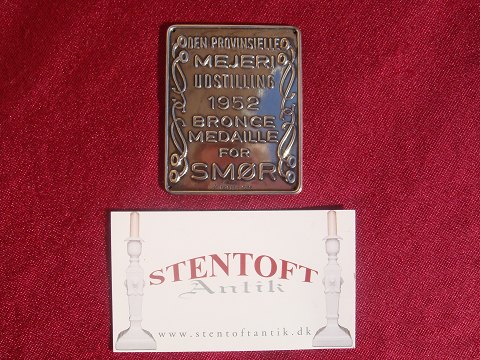 DEN PROVINSIELLE
MEJERI
UDSTILLING
1952
BRONCE
MEDAILLE
FOR
SMØR
STENTOFT
Antik
www.stentoftantik.dk